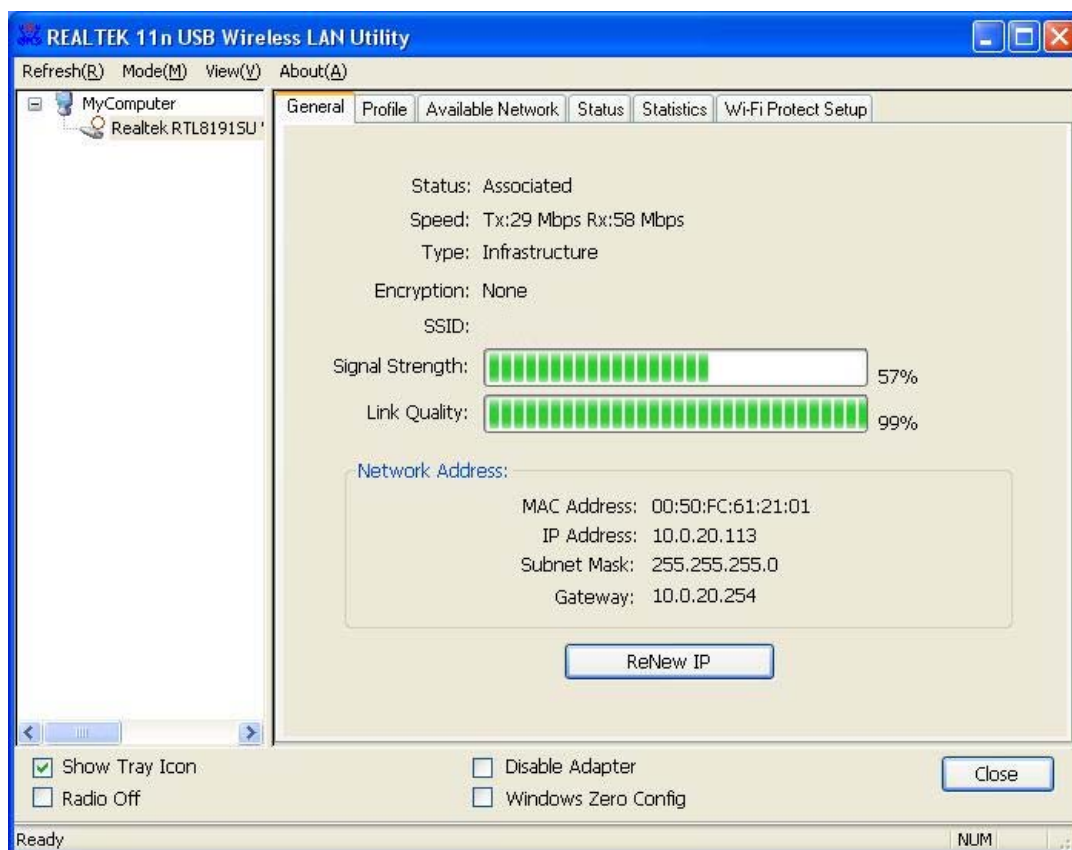 REALTEK 11n USB Wireless LAN Utility
Refresh(R) Mode(M) View(V) About(A)
MyComputer
Realtek RTL8191SU
General Profile Available Network Status Statistics Wi-Fi Protect Setup
Status: Associated
Speed: Tx:29 Mbps Rx:58 Mbps
Type: Infrastructure
Encryption: None
SSID:
Signal Strength: 57%
Link Quality: 99%
Network Address:
MAC Address: 00:50:FC:61:21:01
IP Address: 10.0.20.113
Subnet Mask: 255.255.255.0
Gateway: 10.0.20.254
ReNew IP
Show Tray Icon Disable Adapter
Radio Off Windows Zero Config
Close
Ready NUM